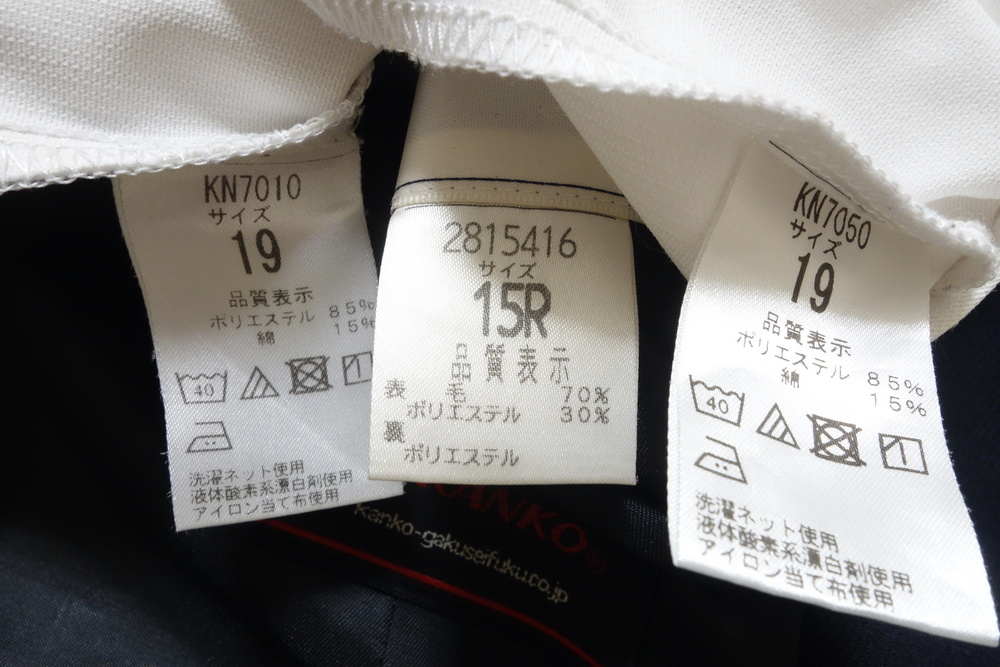 KN7010
サイズ
19
品質表示
ポリエステル 85%
綿 15%
40
洗濯ネット使用
液体酸素系漂白剤使用
アイロン当て布使用
2815416
サイズ
15R
品質表示
表 毛 70%
ポリエステル 30%
裏
ポリエステル
KN7050
サイズ
19
品質表示
ポリエステル 85%
綿 15%
40
洗濯ネット使用
液体酸素系漂白剤使用
アイロン当て布使用
KANKO®
kanko-gakuseifuku.co.jp